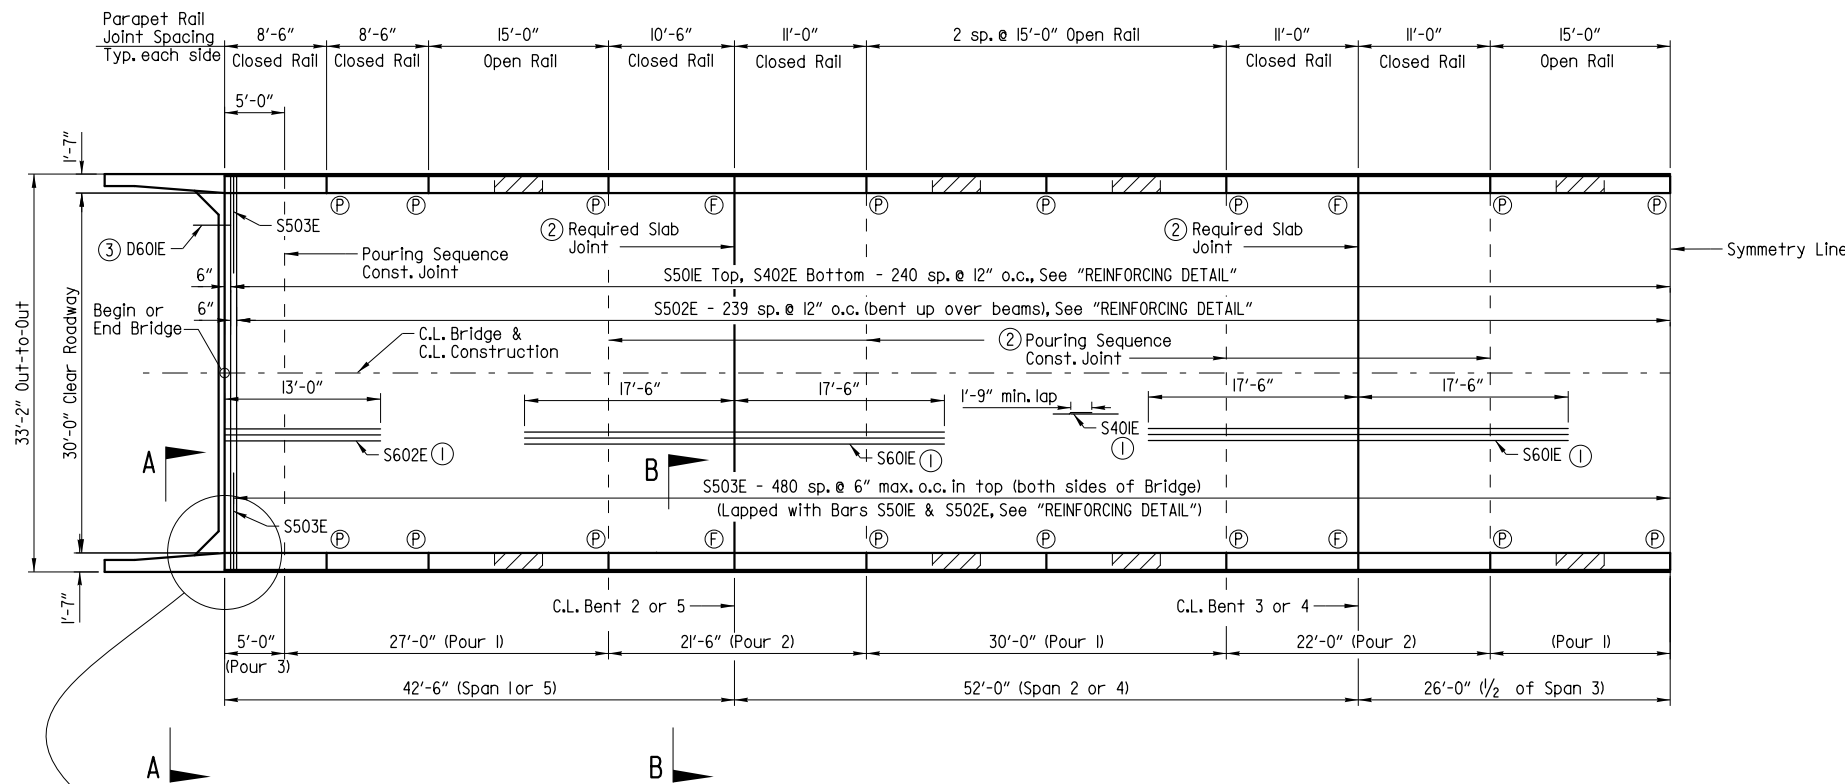 Parapet Rail
Joint Spacing
Typ. each side
8'-6" 8'-6" 15'-0" 10'-6" 11'-0" 2 sp. @ 15'-0" Open Rail 11'-0" 11'-0" 15'-0"
Closed Rail Closed Rail Open Rail Closed Rail Closed Rail Closed Rail Closed Rail Open Rail
5'-0"
1'-7"
P P P F P P P F P P
S503E
2 Required Slab
Joint
2 Required Slab
Joint
3 D601E
Pouring Sequence
Const. Joint
Symmetry Line
6" S501E Top, S402E Bottom - 240 sp. @ 12" o.c., See "REINFORCING DETAIL"
6" S502E - 239 sp. @ 12" o.c. (bent up over beams), See "REINFORCING DETAIL"
Begin or
End Bridge
33'-2" Out-to-Out
30'-0" Clear Roadway
C.L. Bridge &
C.L. Construction
2 Pouring Sequence
Const. Joint
13'-0" 17'-6" 17'-6" 1'-9" min. lap 17'-6" 17'-6"
S401E
1
A S602E 1 B S601E 1 S601E 1
S503E - 480 sp. @ 6" max. o.c. in top (both sides of Bridge)
(Lapped with Bars S501E & S502E, See "REINFORCING DETAIL")
S503E
P P P F P P P F P P
1'-7"
C.L. Bent 2 or 5 C.L. Bent 3 or 4
5'-0" 27'-0" (Pour 1) 21'-6" (Pour 2) 30'-0" (Pour 1) 22'-0" (Pour 2) (Pour 1)
(Pour 3)
42'-6" (Span 1 or 5) 52'-0" (Span 2 or 4) 26'-0" (1/2 of Span 3)
A B